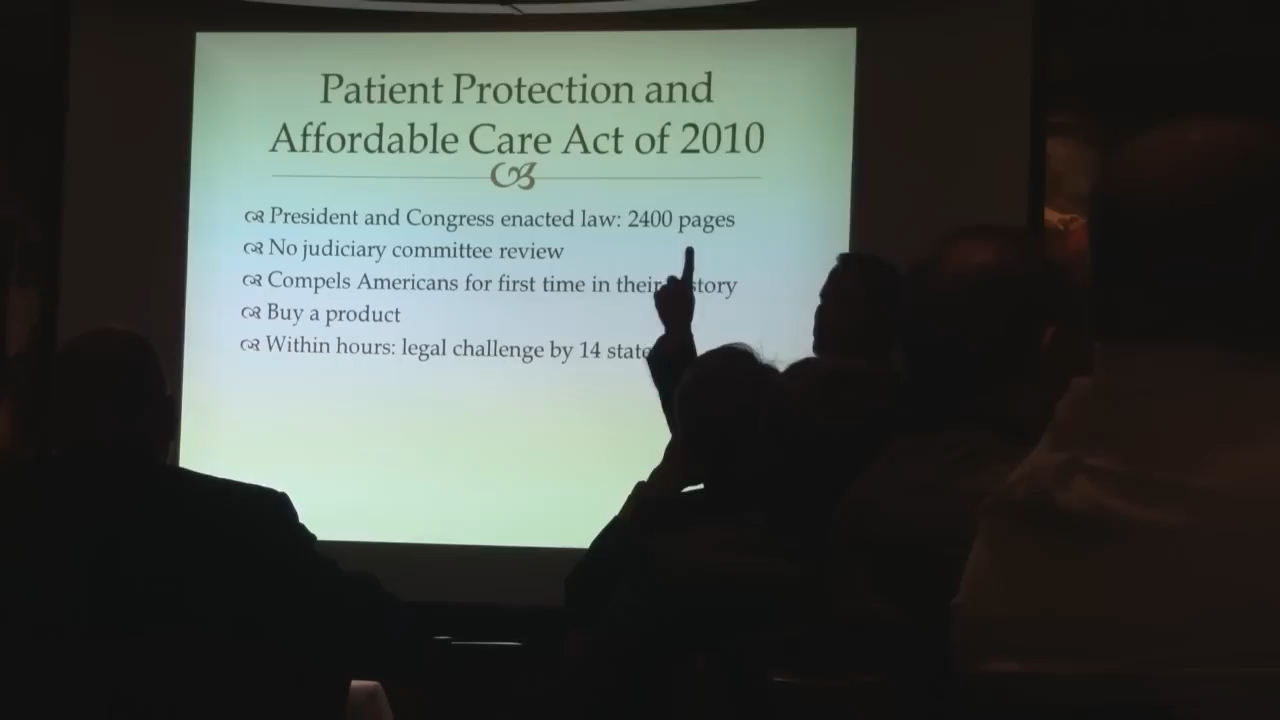 Patient Protection and
Affordable Care Act of 2010
President and Congress enacted law: 2400 pages
No judiciary committee review
Compels Americans for first time in their
Buy a product
Within hours: legal challenge by 14